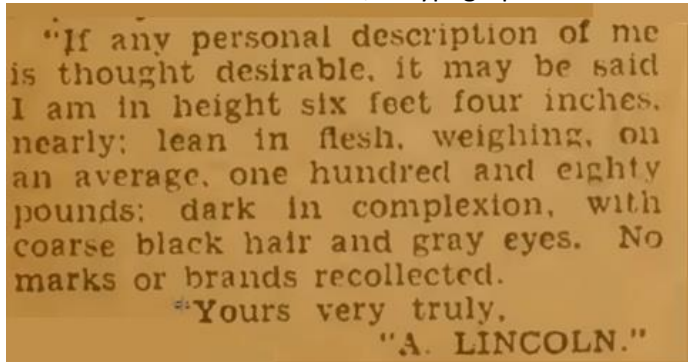 "If any personal description of me
is thought desirable, it may be said
I am in height six feet four inches,
nearly; lean in flesh, weighing, on
an average, one hundred and eighty
pounds; dark in complexion, with
coarse black hair and gray eyes. No
marks or brands recollected.
"Yours very truly,
"A. LINCOLN."